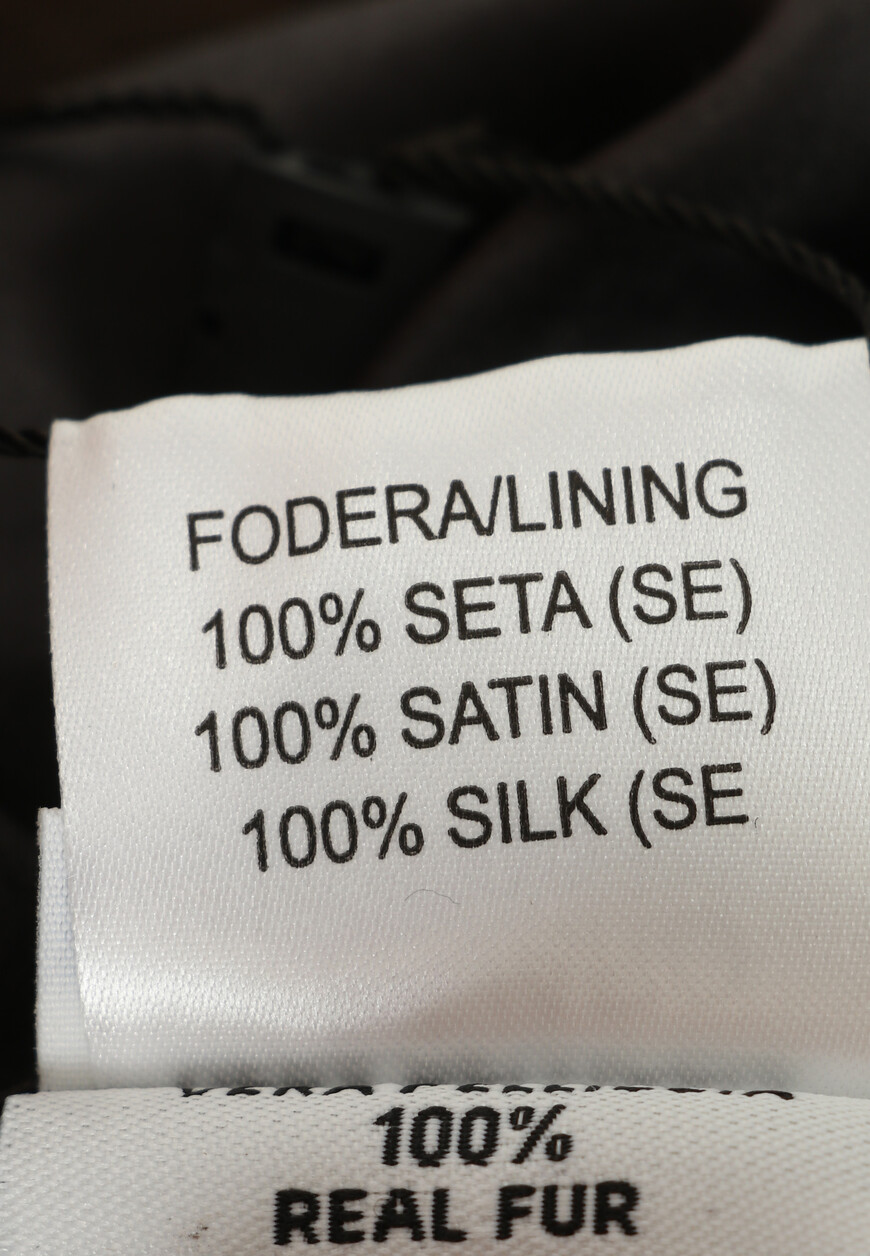 FODERA/LINING
100% SETA (SE)
100% SATIN (SE)
100% SILK (SE
100%
REAL FUR